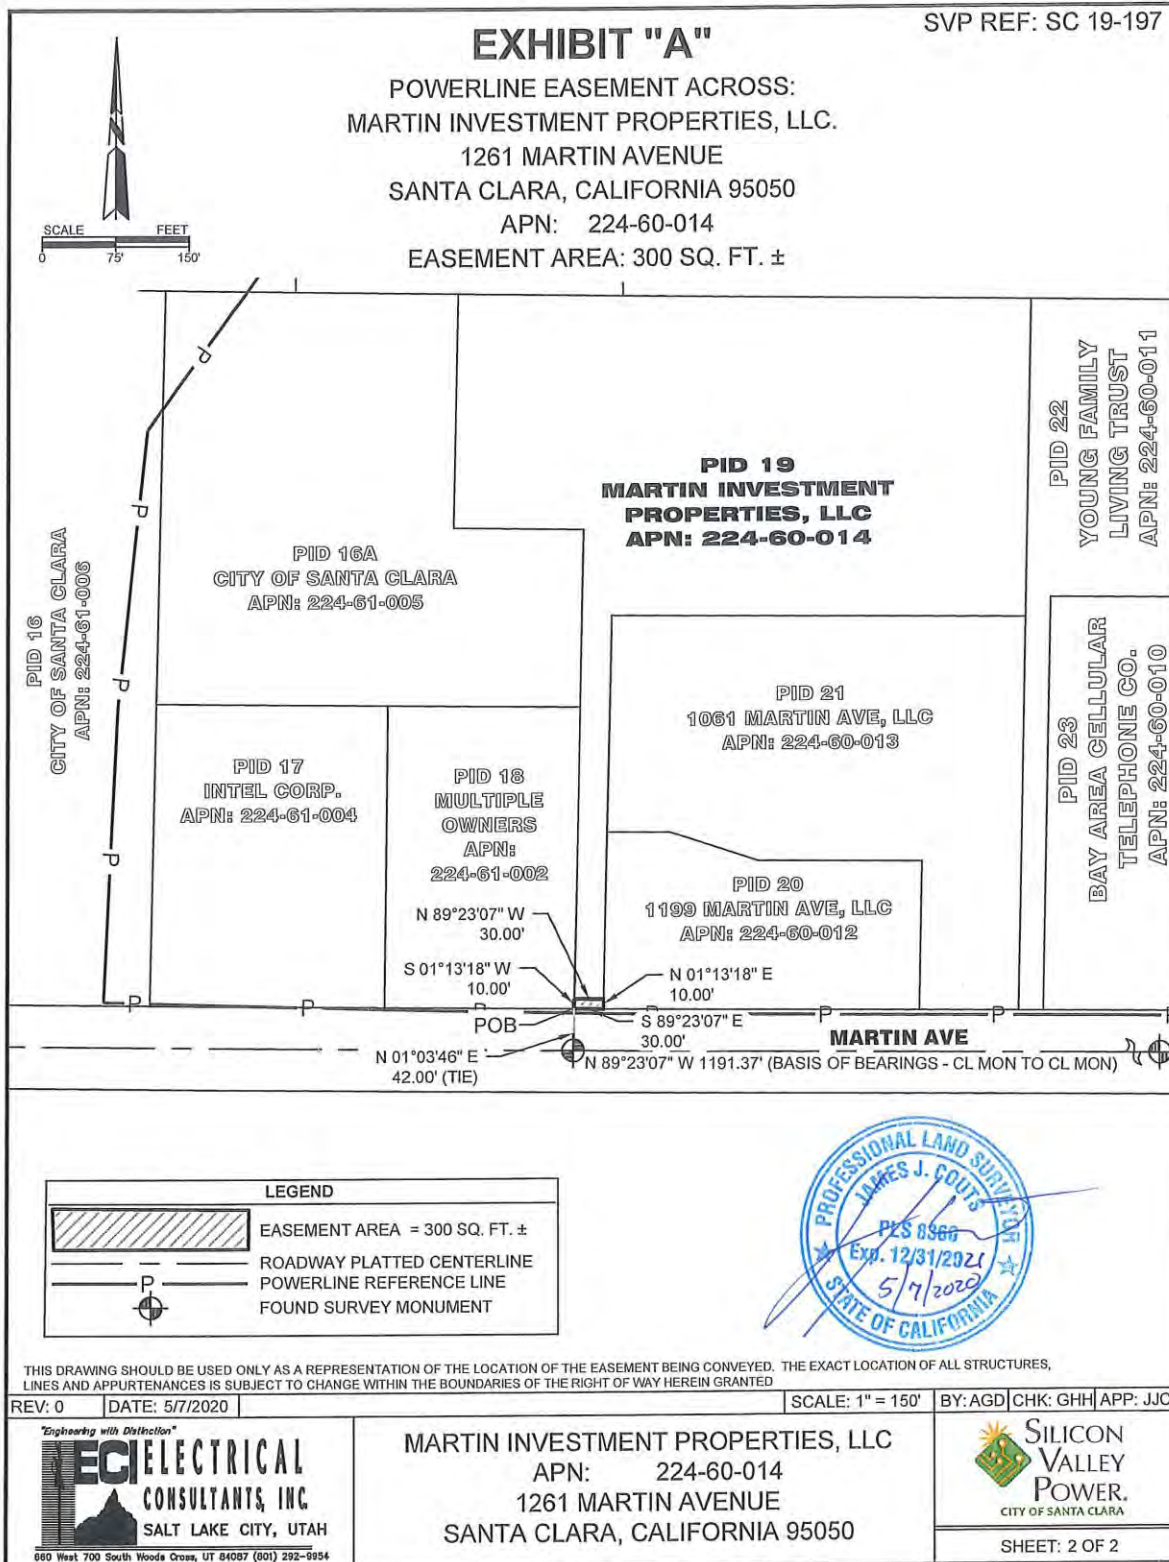 SVP REF: SC 19-197
EXHIBIT "A"
POWERLINE EASEMENT ACROSS:
MARTIN INVESTMENT PROPERTIES, LLC.
1261 MARTIN AVENUE
SANTA CLARA, CALIFORNIA 95050
APN: 224-60-014
EASEMENT AREA: 300 SQ. FT. ±
N
SCALE FEET
0 75' 150'
P
P
P
P
PID 16
CITY OF SANTA CLARA
APN: 224-61-006
PID 16A
CITY OF SANTA CLARA
APN: 224-61-005
PID 19
MARTIN INVESTMENT
PROPERTIES, LLC
APN: 224-60-014
PID 22
YOUNG FAMILY
LIVING TRUST
APN: 224-60-011
PID 17
INTEL CORP.
APN: 224-61-004
PID 18
MULTIPLE
OWNERS
APN:
224-61-002
PID 21
1061 MARTIN AVE, LLC
APN: 224-60-013
PID 23
BAY AREA CELLULAR
TELEPHONE CO.
APN: 224-60-010
PID 20
1199 MARTIN AVE, LLC
APN: 224-60-012
N 89°23'07" W
30.00'
S 01°13'18" W
10.00'
N 01°13'18" E
10.00'
P P P P P P P
POB
S 89°23'07" E
30.00'
MARTIN AVE
N 01°03'46" E
42.00' (TIE)
N 89°23'07" W 1191.37' (BASIS OF BEARINGS - CL MON TO CL MON)
LEGEND
EASEMENT AREA = 300 SQ. FT. ±
ROADWAY PLATTED CENTERLINE
P POWERLINE REFERENCE LINE
FOUND SURVEY MONUMENT
PROFESSIONAL LAND SURVEYOR
JAMES J. COUTS
PLS 8360
Exp. 12/31/2021
5/7/2020
STATE OF CALIFORNIA
THIS DRAWING SHOULD BE USED ONLY AS A REPRESENTATION OF THE LOCATION OF THE EASEMENT BEING CONVEYED. THE EXACT LOCATION OF ALL STRUCTURES,
LINES AND APPURTENANCES IS SUBJECT TO CHANGE WITHIN THE BOUNDARIES OF THE RIGHT OF WAY HEREIN GRANTED
REV: 0 DATE: 5/7/2020 SCALE: 1" = 150' BY: AGD CHK: GHH APP: JJC
"Engineering with Distinction"
ECI ELECTRICAL
CONSULTANTS, INC.
SALT LAKE CITY, UTAH
660 West 700 South Woods Cross, UT 84087 (801) 292-9954
MARTIN INVESTMENT PROPERTIES, LLC
APN: 224-60-014
1261 MARTIN AVENUE
SANTA CLARA, CALIFORNIA 95050
SILICON
VALLEY
POWER.
CITY OF SANTA CLARA
SHEET: 2 OF 2